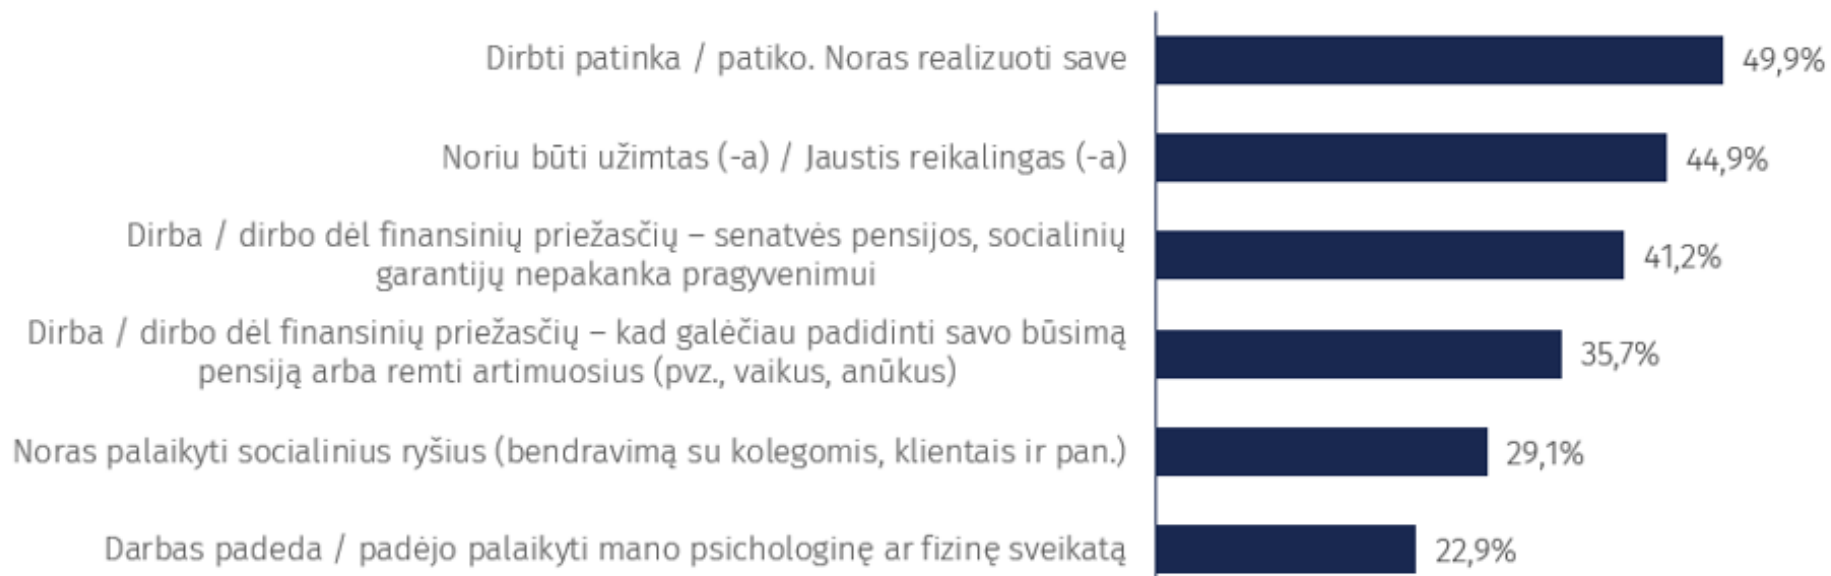 Dirbti patinka / patiko. Noras realizuoti save
49,9%
Noriu būti užimtas (-a) / Jaustis reikalingas (-a)
44,9%
Dirba / dirbo dėl finansinių priežasčių – senatvės pensijos, socialinių
garantijų nepakanka pragyvenimui
41,2%
Dirba / dirbo dėl finansinių priežasčių – kad galėčiau padidinti savo būsimą
pensiją arba remti artimuosius (pvz., vaikus, anūkus)
35,7%
Noras palaikyti socialinius ryšius (bendravimą su kolegomis, klientais ir pan.)
29,1%
Darbas padeda / padėjo palaikyti mano psichologinę ar fizinę sveikatą
22,9%